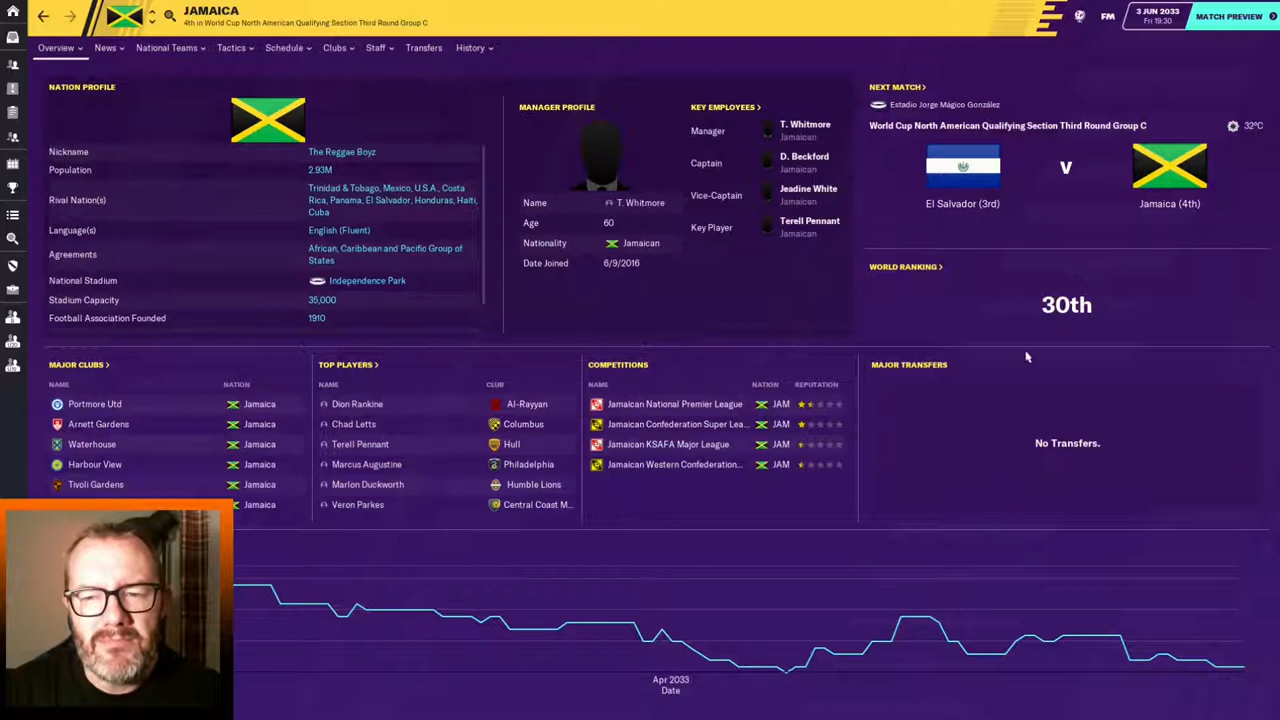 JAMAICA
4th in World Cup North American Qualifying Section Third Round Group C
FM
3 JUN 2033
Fri 19:30
MATCH PREVIEW
Overview
News
National Teams
Tactics
Schedule
Clubs
Staff
Transfers
History
NATION PROFILE
Nickname The Reggae Boyz
Population 2.93M
Rival Nation(s) Trinidad & Tobago, Mexico, U.S.A., Costa
Rica, Panama, El Salvador, Honduras, Haiti,
Cuba
Language(s) English (Fluent)
Agreements African, Caribbean and Pacific Group of
States
National Stadium Independence Park
Stadium Capacity 35,000
Football Association Founded 1910
MANAGER PROFILE
Name T. Whitmore
Age 60
Nationality Jamaican
Date Joined 6/9/2016
KEY EMPLOYEES >
Manager T. Whitmore
Jamaican
Captain D. Beckford
Jamaican
Vice-Captain Jeadine White
Jamaican
Key Player Terell Pennant
Jamaican
NEXT MATCH >
Estadio Jorge Mágico González
World Cup North American Qualifying Section Third Round Group C 32°C
El Salvador (3rd) V Jamaica (4th)
WORLD RANKING >
30th
MAJOR CLUBS >
NAME NATION
Portmore Utd Jamaica
Arnett Gardens Jamaica
Waterhouse Jamaica
Harbour View Jamaica
Tivoli Gardens Jamaica
Jamaica
TOP PLAYERS >
NAME CLUB
Dion Rankine Al-Rayyan
Chad Letts Columbus
Terell Pennant Hull
Marcus Augustine Philadelphia
Marlon Duckworth Humble Lions
Veron Parkes Central Coast M...
COMPETITIONS
NAME NATION REPUTATION
Jamaican National Premier League JAM
Jamaican Confederation Super Lea... JAM
Jamaican KSAFA Major League JAM
Jamaican Western Confederation... JAM
MAJOR TRANSFERS
No Transfers.
Apr 2033
Date